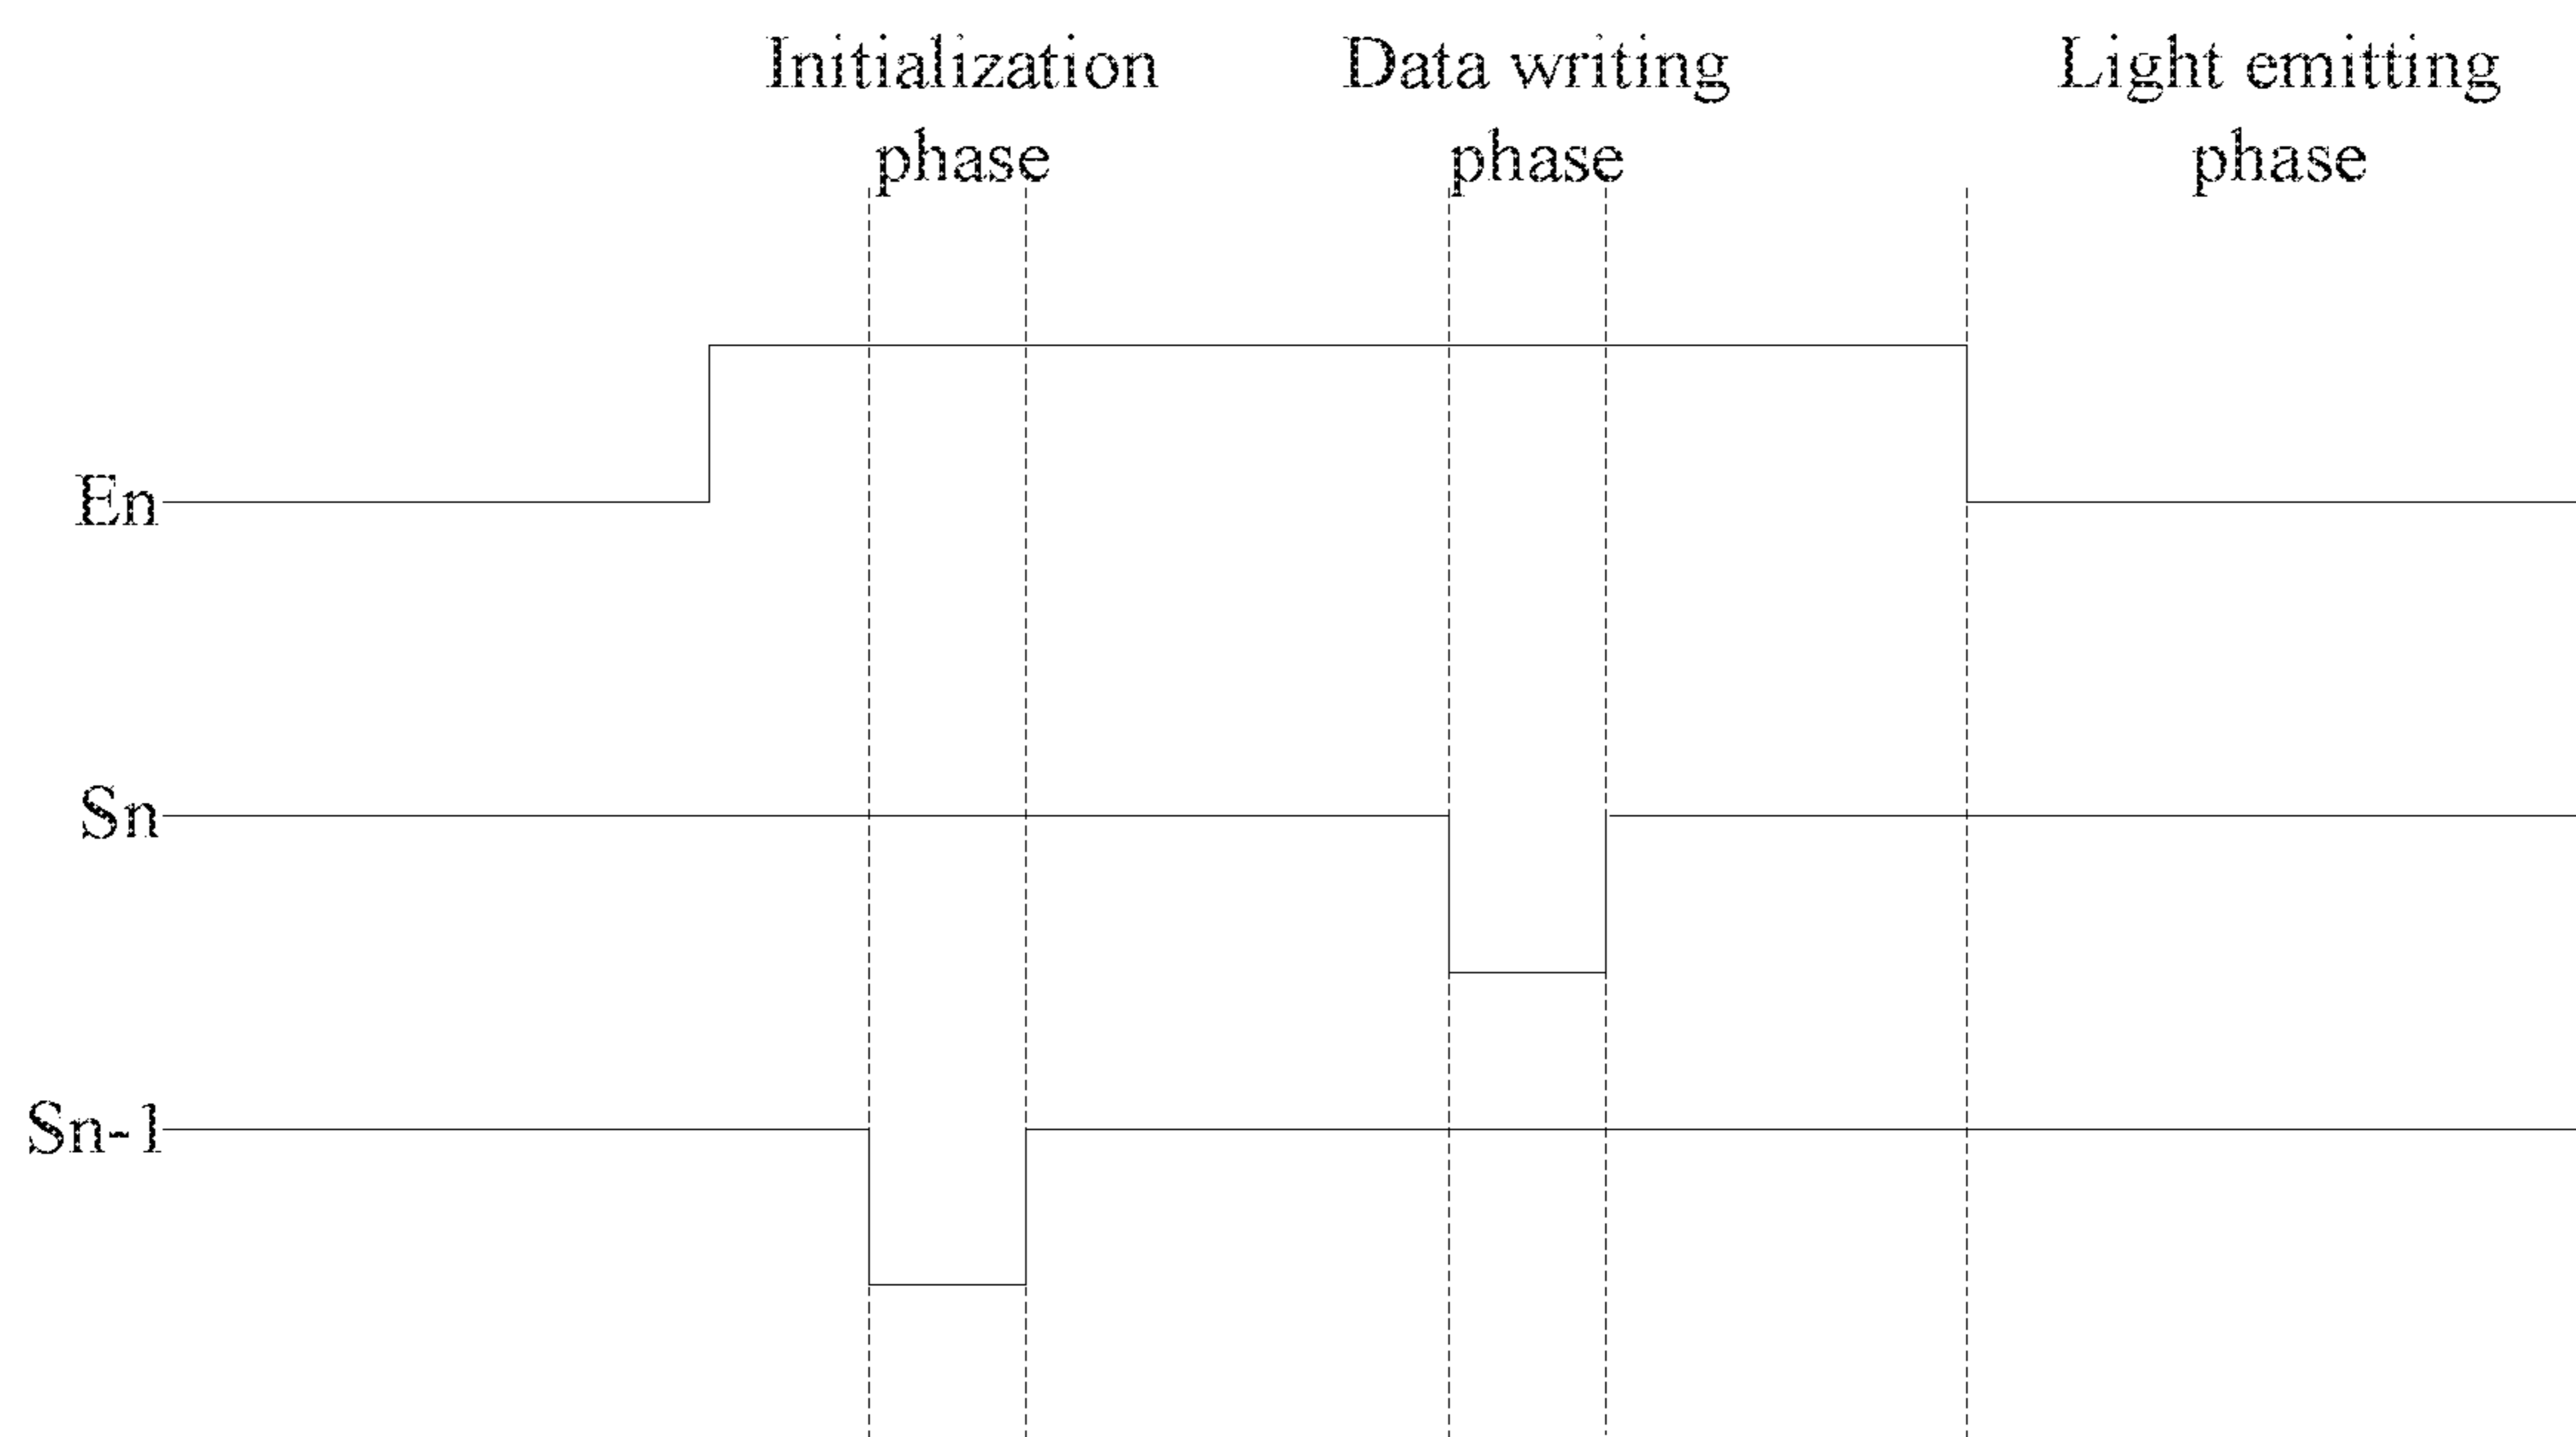 Initialization
phase
Data writing
phase
Light emitting
phase
En
Sn
Sn-1